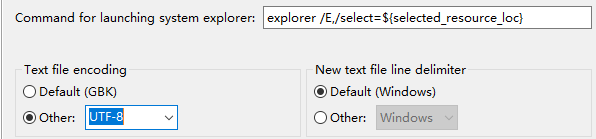 Command for launching system explorer: explorer /E,/select=${selected_resource_loc}
Text file encoding
Default (GBK)
Other: UTF-8
New text file line delimiter
Default (Windows)
Other: Windows